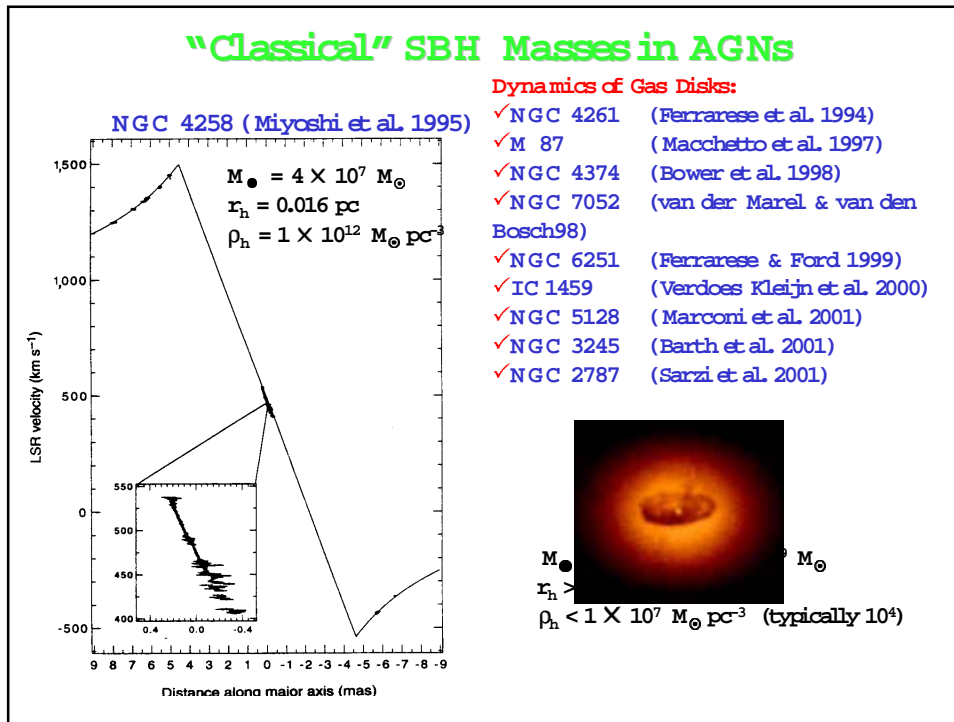 “Classical” SBH Masses in AGNs
NGC 4258 (Miyoshi et al. 1995)
M● = 4 × 10⁷ M☉
r_h = 0.016 pc
ρ_h = 1 × 10¹² M☉ pc⁻³
1,500
1,000
500
0
-500
LSR velocity (km s⁻¹)
550
500
450
400
0.4 0.0 -0.4
9 8 7 6 5 4 3 2 1 0 -1 -2 -3 -4 -5 -6 -7 -8 -9
Distance along major axis (mas)
Dynamics of Gas Disks:
✓NGC 4261 (Ferrarese et al. 1994)
✓M 87 (Macchetto et al. 1997)
✓NGC 4374 (Bower et al. 1998)
✓NGC 7052 (van der Marel & van den
Bosch98)
✓NGC 6251 (Ferrarese & Ford 1999)
✓IC 1459 (Verdoes Kleijn et al. 2000)
✓NGC 5128 (Marconi et al. 2001)
✓NGC 3245 (Barth et al. 2001)
✓NGC 2787 (Sarzi et al. 2001)
M● M☉
r_h >
ρ_h < 1 × 10⁷ M☉ pc⁻³ (typically 10⁴)